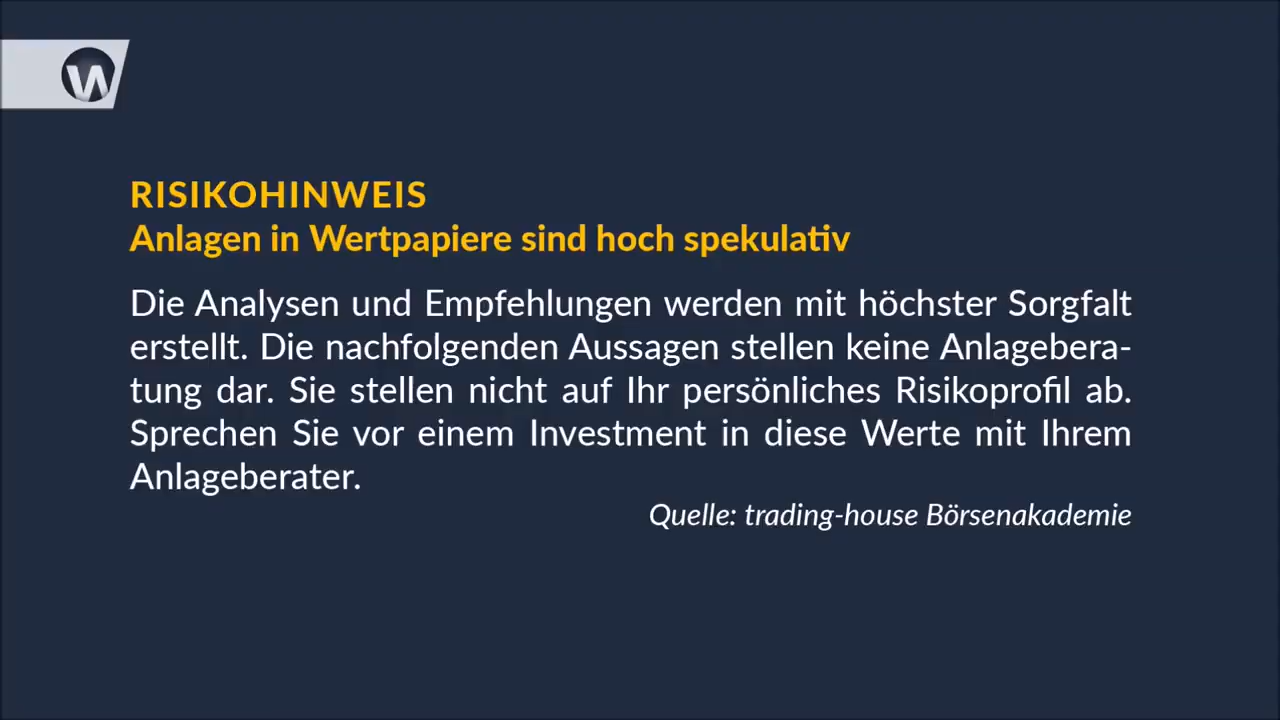 W
RISIKOHINWEIS
Anlagen in Wertpapiere sind hoch spekulativ
Die Analysen und Empfehlungen werden mit höchster Sorgfalt
erstellt. Die nachfolgenden Aussagen stellen keine Anlagebera-
tung dar. Sie stellen nicht auf Ihr persönliches Risikoprofil ab.
Sprechen Sie vor einem Investment in diese Werte mit Ihrem
Anlageberater.
Quelle: trading-house Börsenakademie